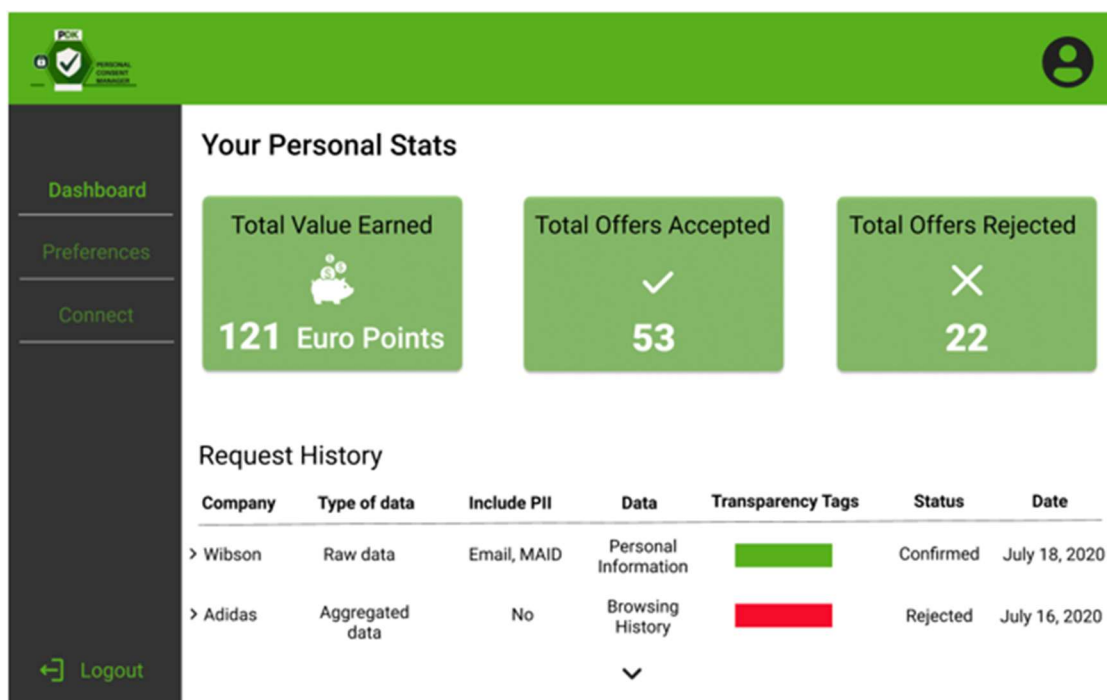 PDK
PERSONAL
CONSENT
MANAGER
Your Personal Stats
Dashboard
Preferences
Connect
Logout
Total Value Earned
121 Euro Points
Total Offers Accepted
53
Total Offers Rejected
22
Request History
Company Type of data Include PII Data Transparency Tags Status Date
Wibson Raw data Email, MAID Personal Information Confirmed July 18, 2020
Adidas Aggregated data No Browsing History Rejected July 16, 2020